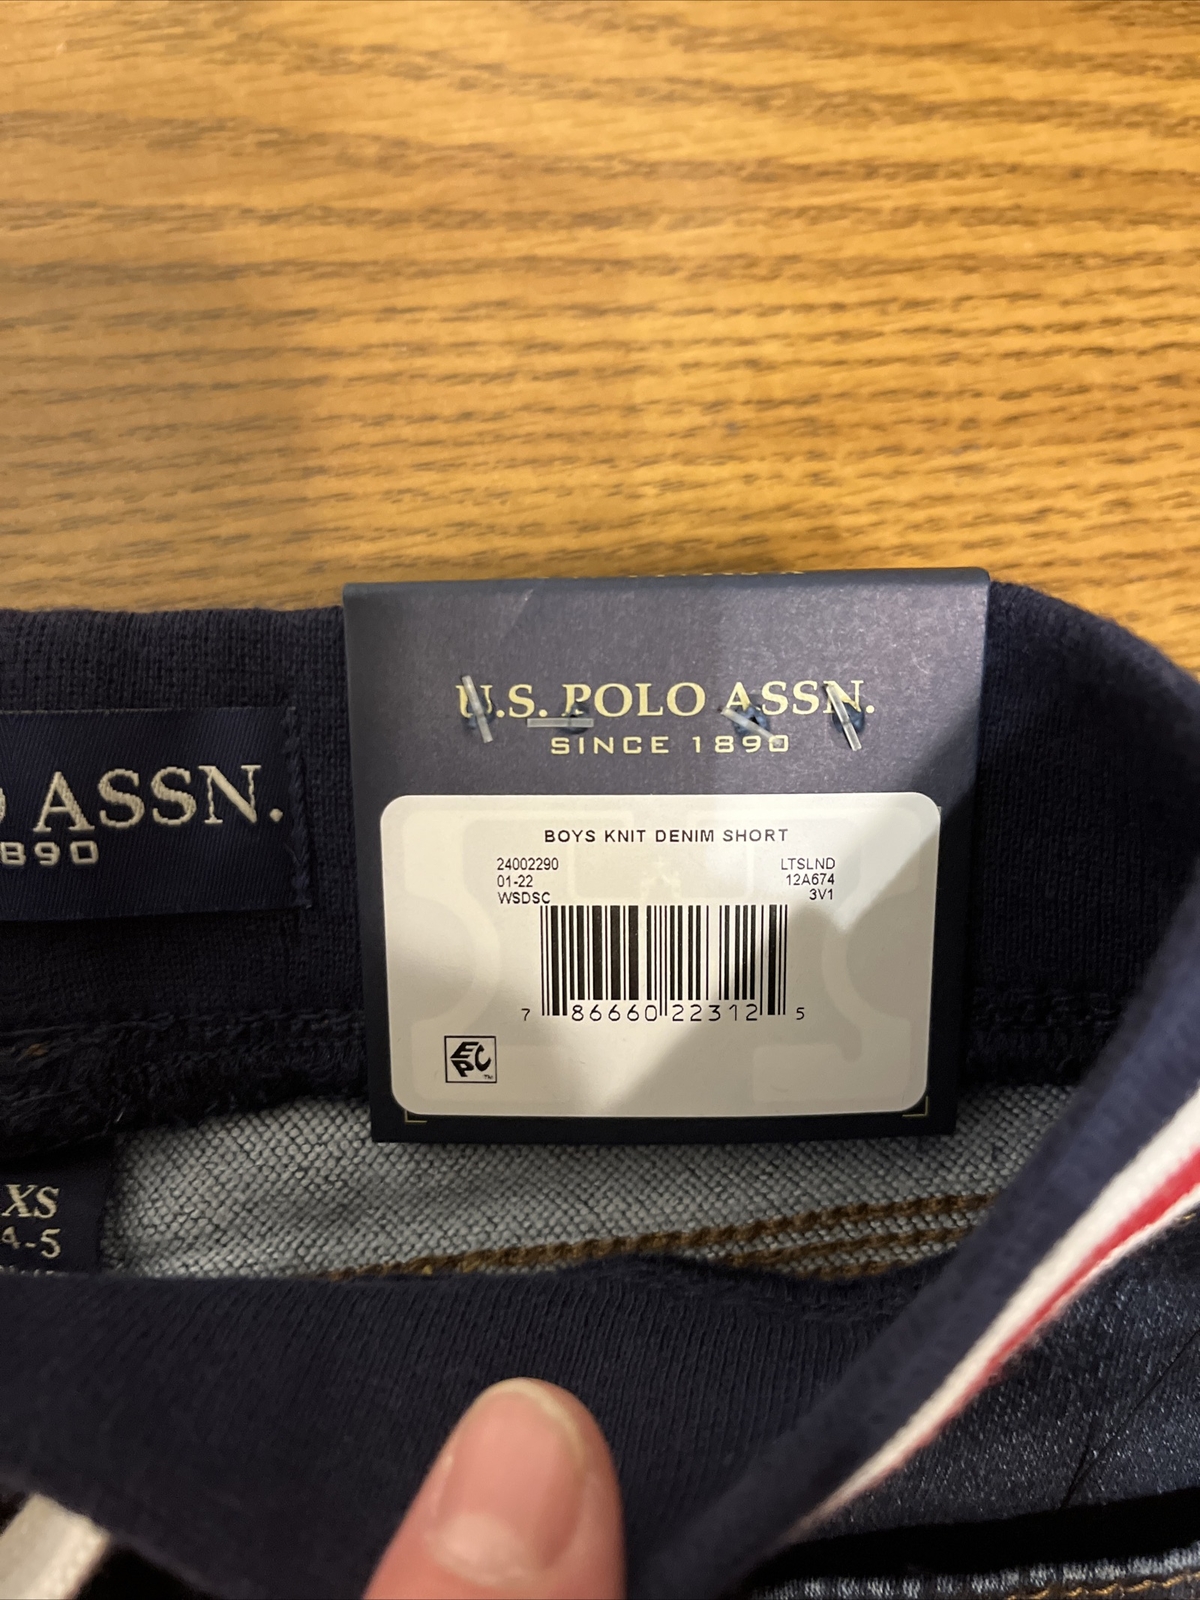 U.S. POLO ASSN.
SINCE 1890
ASSN.
890
BOYS KNIT DENIM SHORT
24002290 LTSLND
01-22 12A674
WSDSC 3V1
7 86660 22312 5
EPC
TM
XS
4-5